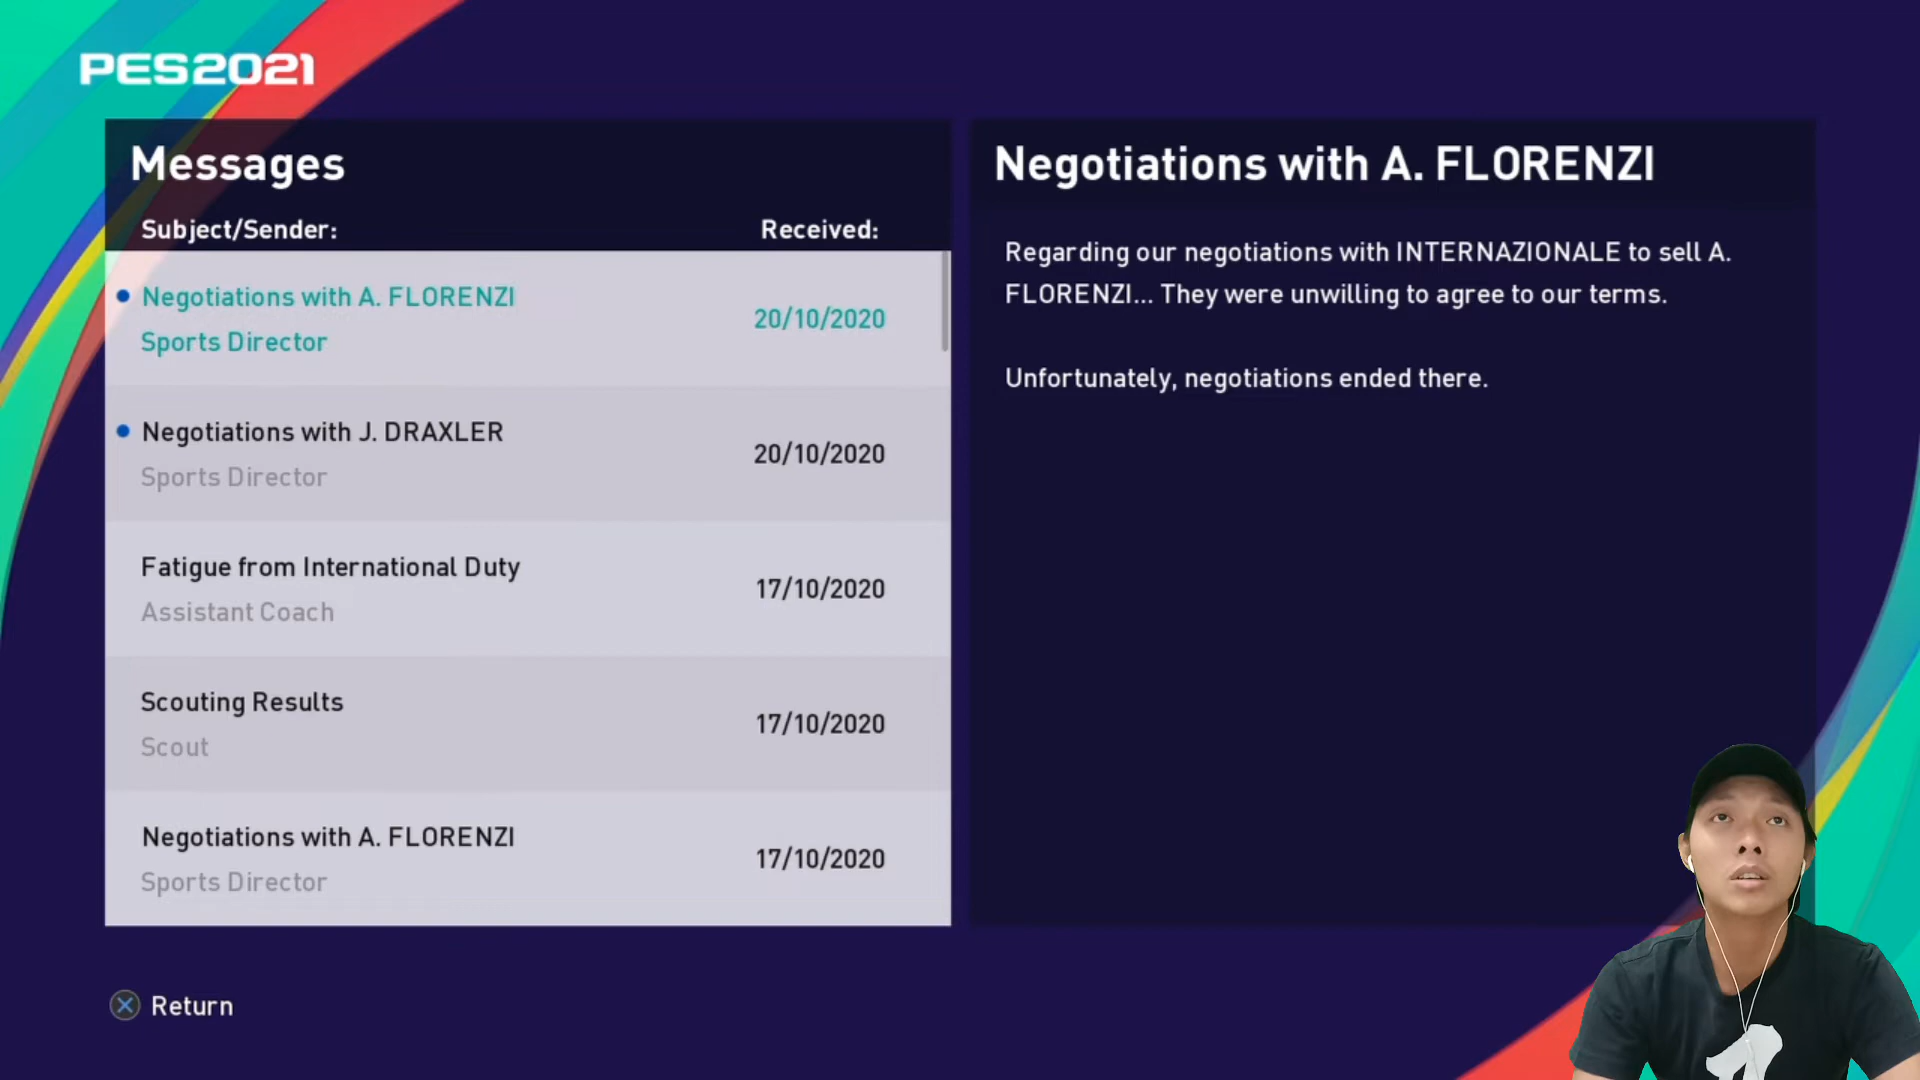 PES2021
Messages
Subject/Sender:
Received:
Negotiations with A. FLORENZI
Sports Director
20/10/2020
Negotiations with J. DRAXLER
Sports Director
20/10/2020
Fatigue from International Duty
Assistant Coach
17/10/2020
Scouting Results
Scout
17/10/2020
Negotiations with A. FLORENZI
Sports Director
17/10/2020
Negotiations with A. FLORENZI
Regarding our negotiations with INTERNAZIONALE to sell A.
FLORENZI... They were unwilling to agree to our terms.
Unfortunately, negotiations ended there.
Return